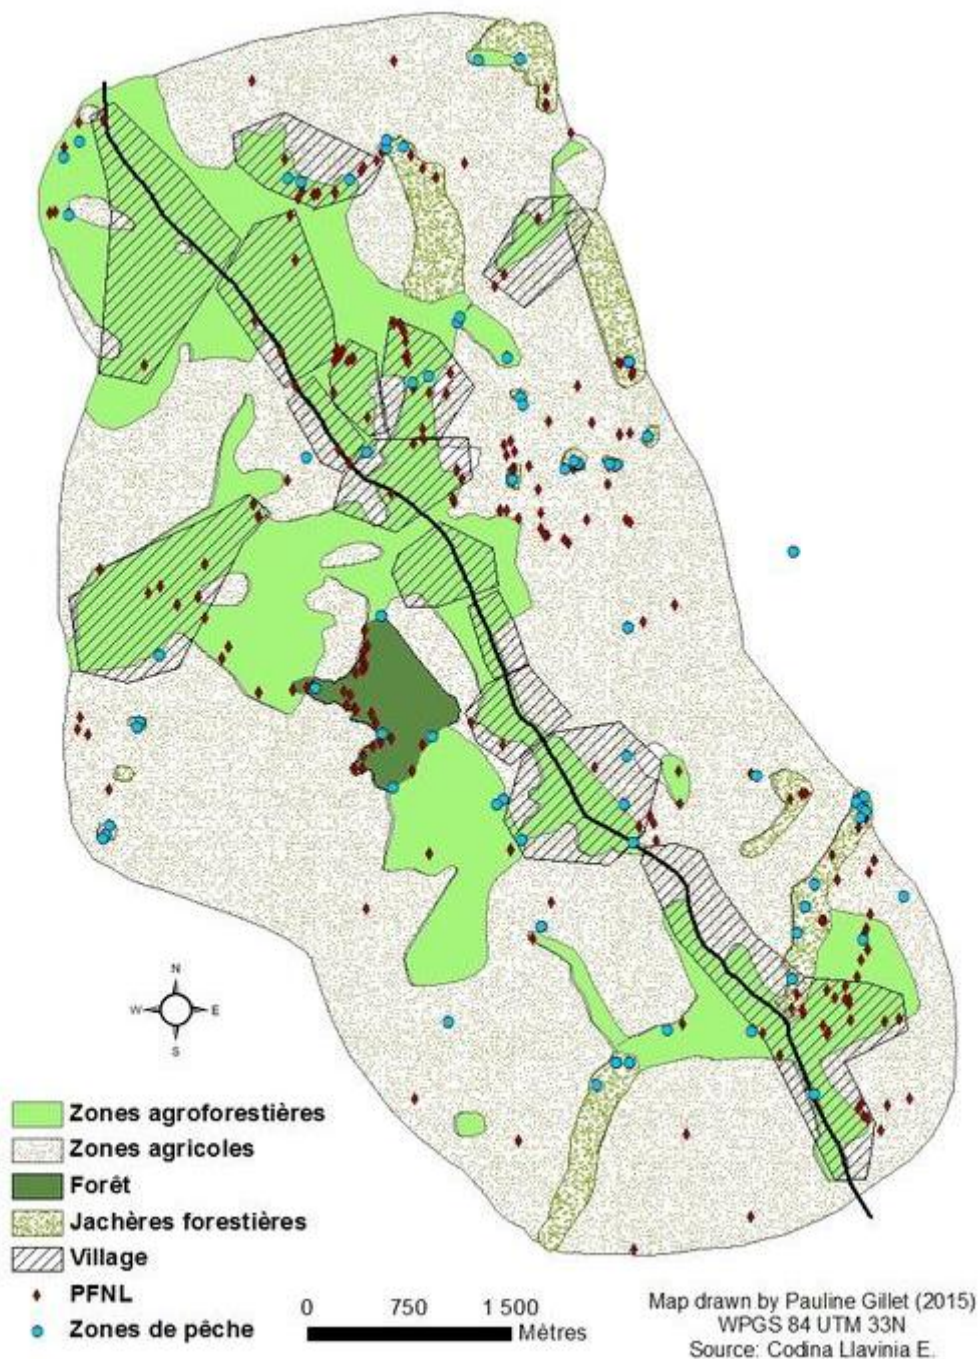 N
W E
S
Zones agroforestières
Zones agricoles
Forêt
Jachères forestières
Village
PFNL
Zones de pêche
0 750 1 500
Mètres
Map drawn by Pauline Gillet (2015)
WPGS 84 UTM 33N
Source: Codina Llavinia E.